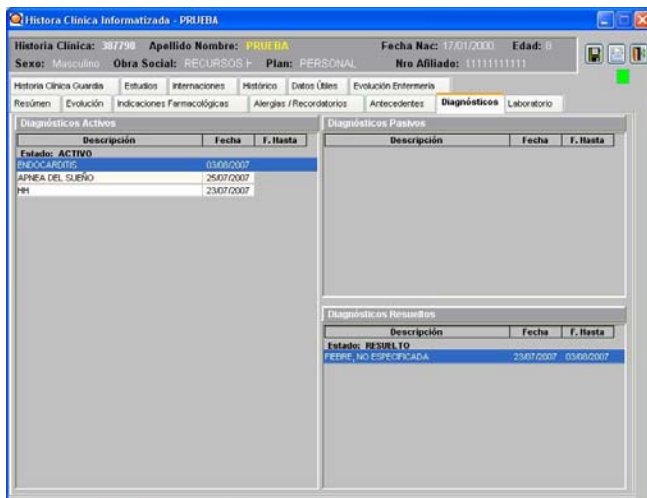 Histora Clínica Informatizada - PRUEBA
Historia Clínica: 307798 Apellido Nombre: PRUEBA Fecha Nac: 17/01/2000 Edad:
Sexo: Masculino Obra Social: RECURSOS H Plan: PERSONAL Nro Afiliado: 11111111111
Historia Clínica Guardia Estudios Internaciones Histórico Datos Útiles Evolución Enfermería
Resúmen Evolución Indicaciones Farmacológicas Alergias / Recordatorios Antecedentes Diagnósticos Laboratorio
Diagnósticos Activos
Descripción Fecha F. Hasta
Estado: ACTIVO
ENDOCARDITIS 03/08/2007
APNEA DEL SUEÑO 25/07/2007
HH 23/07/2007
Diagnósticos Pasivos
Descripción Fecha F. Hasta
Diagnósticos Resueltos
Descripción Fecha F. Hasta
Estado: RESUELTO
FIEBRE, NO ESPECIFICADA 23/07/2007 03/08/2007